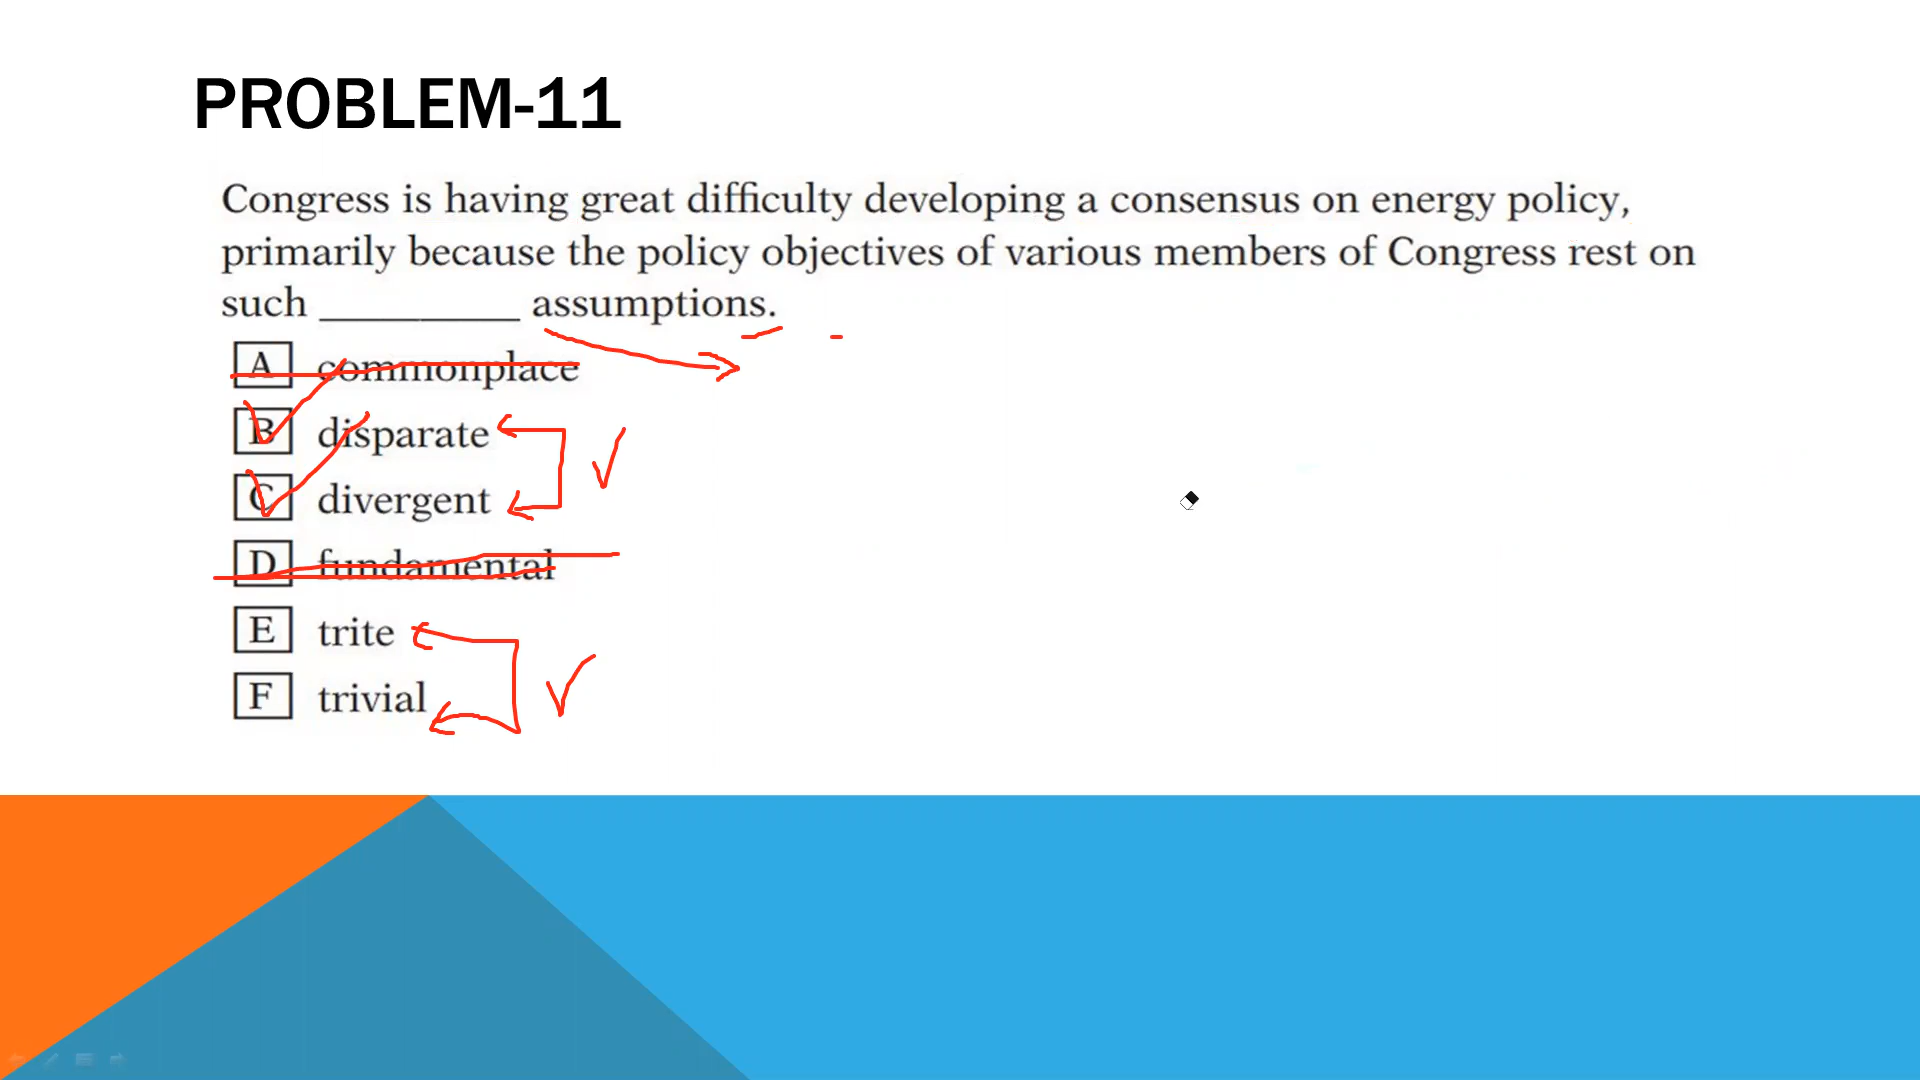 PROBLEM-11
Congress is having great difficulty developing a consensus on energy policy,
primarily because the policy objectives of various members of Congress rest on
such __________ assumptions.
A commonplace
B disparate
C divergent
D fundamental
E trite
F trivial